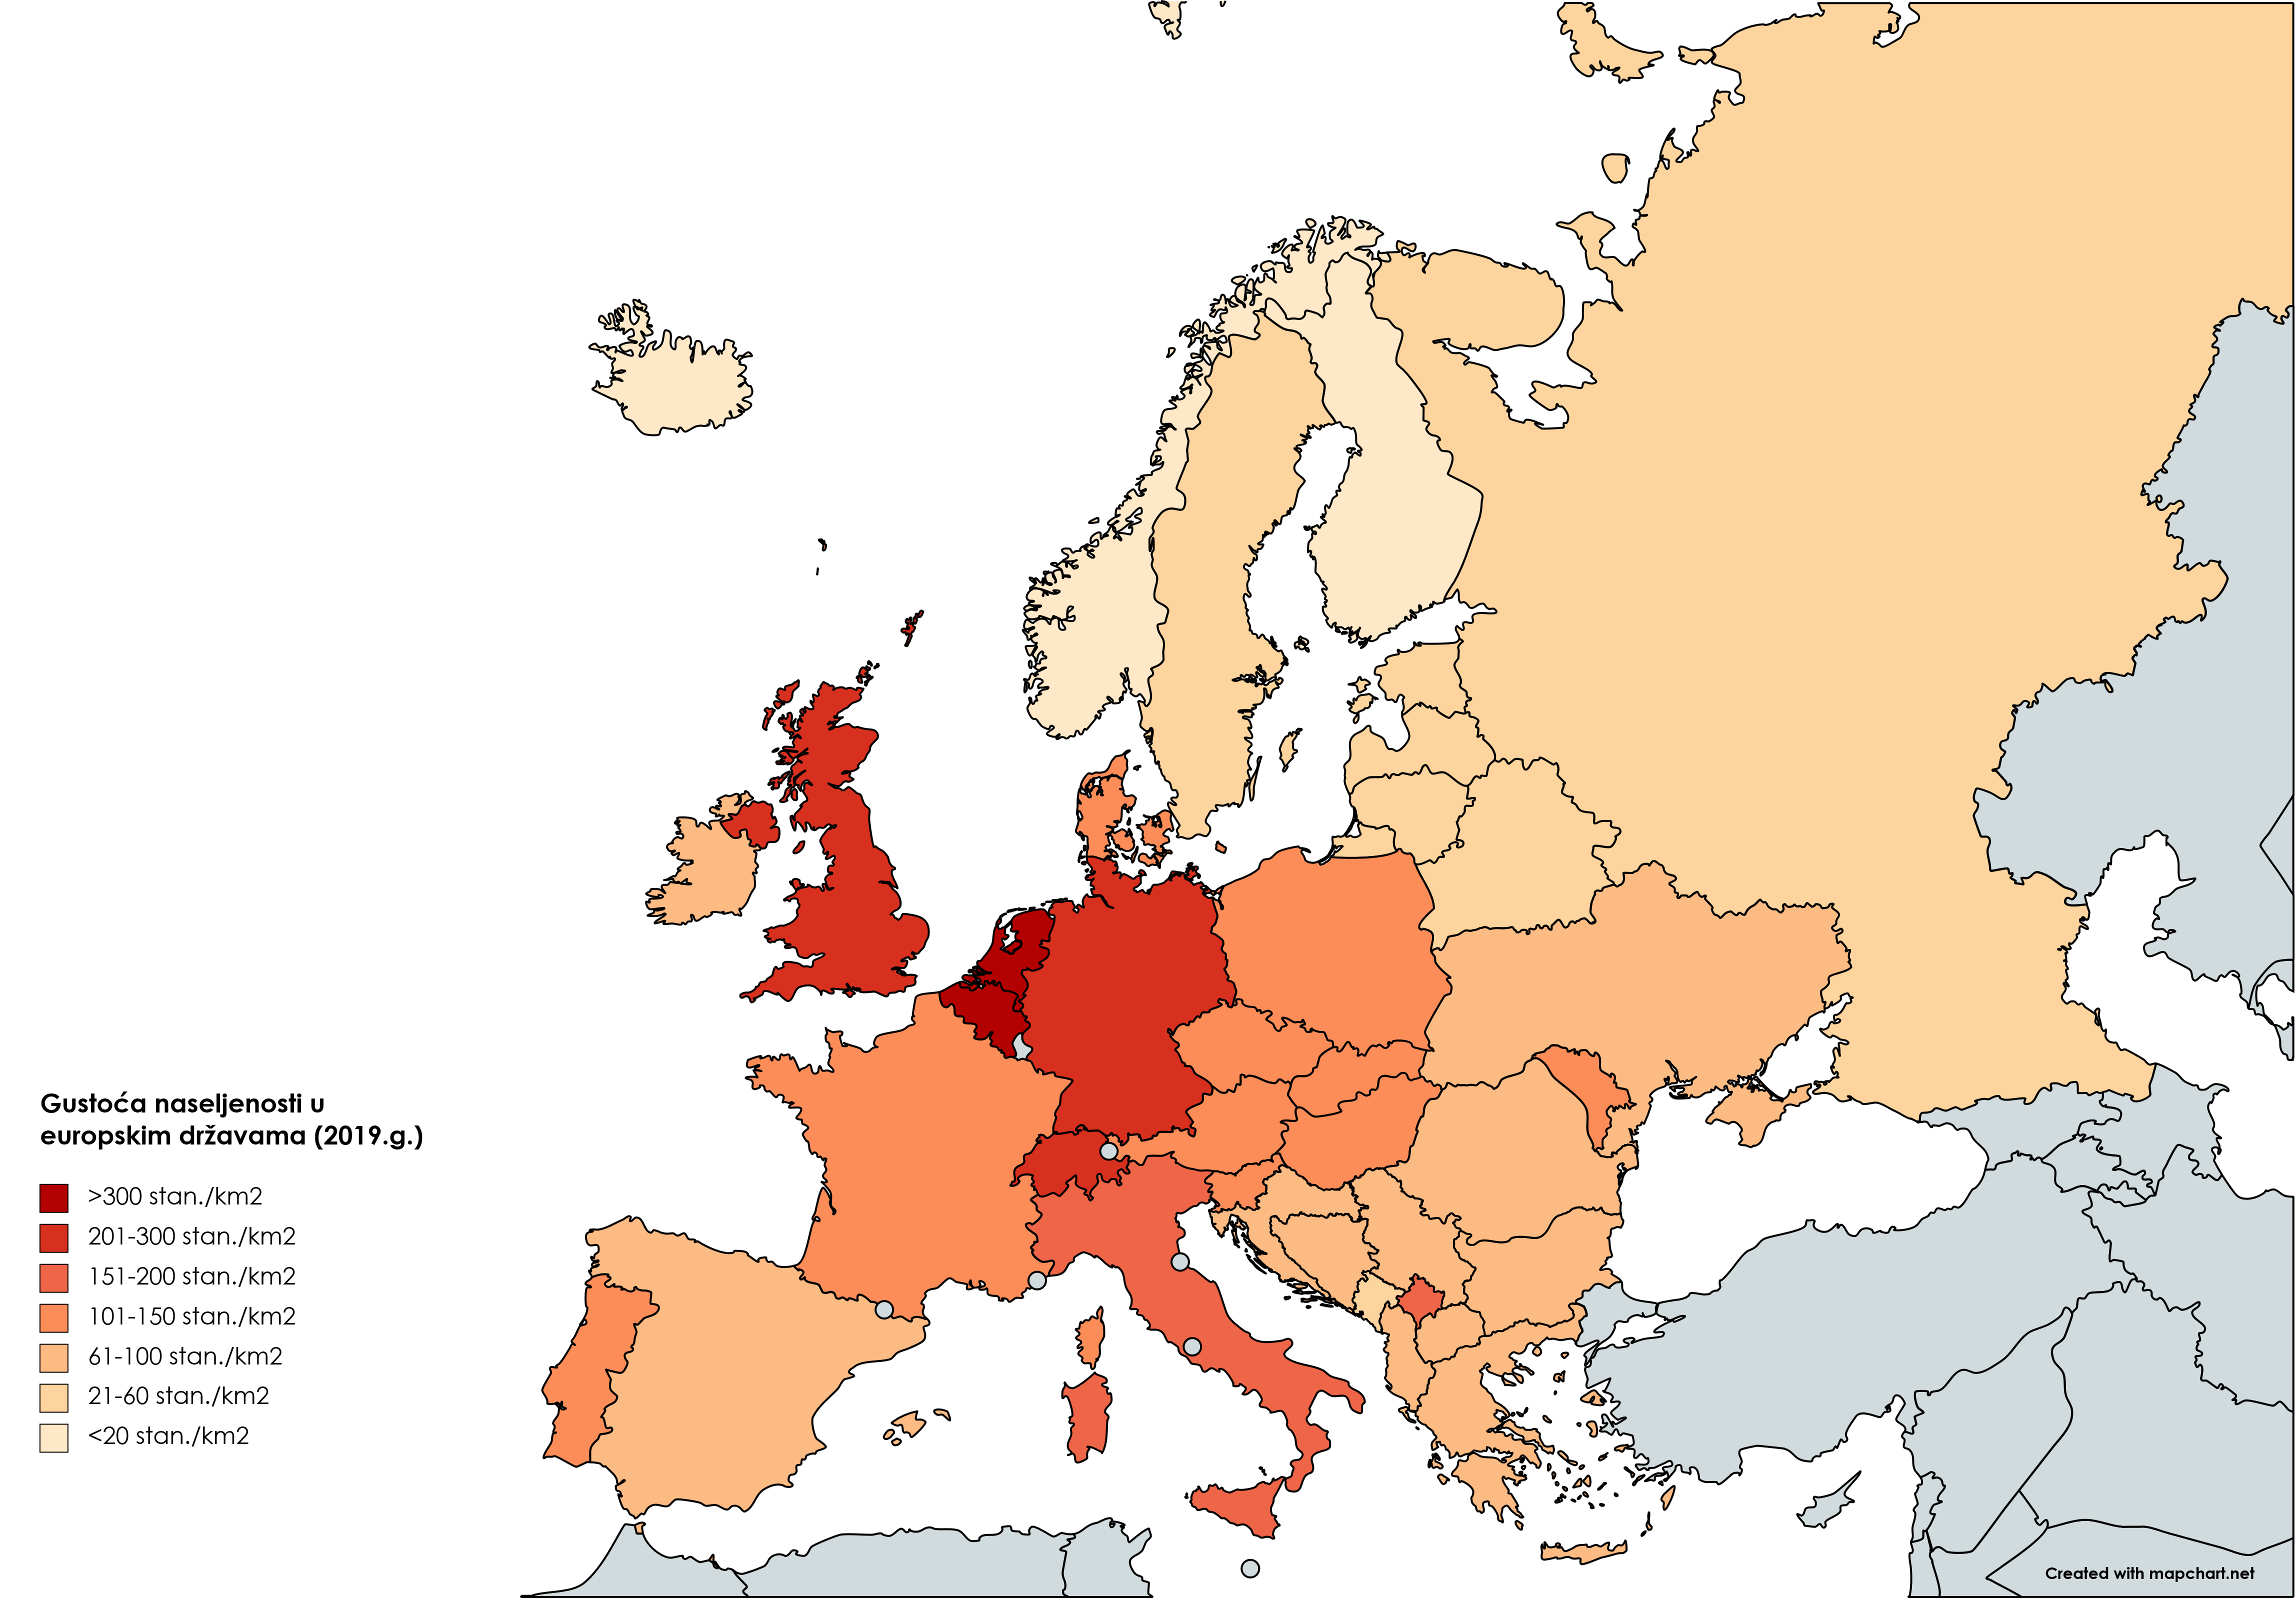 Gustoća naseljenosti u
europskim državama (2019.g.)
>300 stan./km2
201-300 stan./km2
151-200 stan./km2
101-150 stan./km2
61-100 stan./km2
21-60 stan./km2
<20 stan./km2
Created with mapchart.net